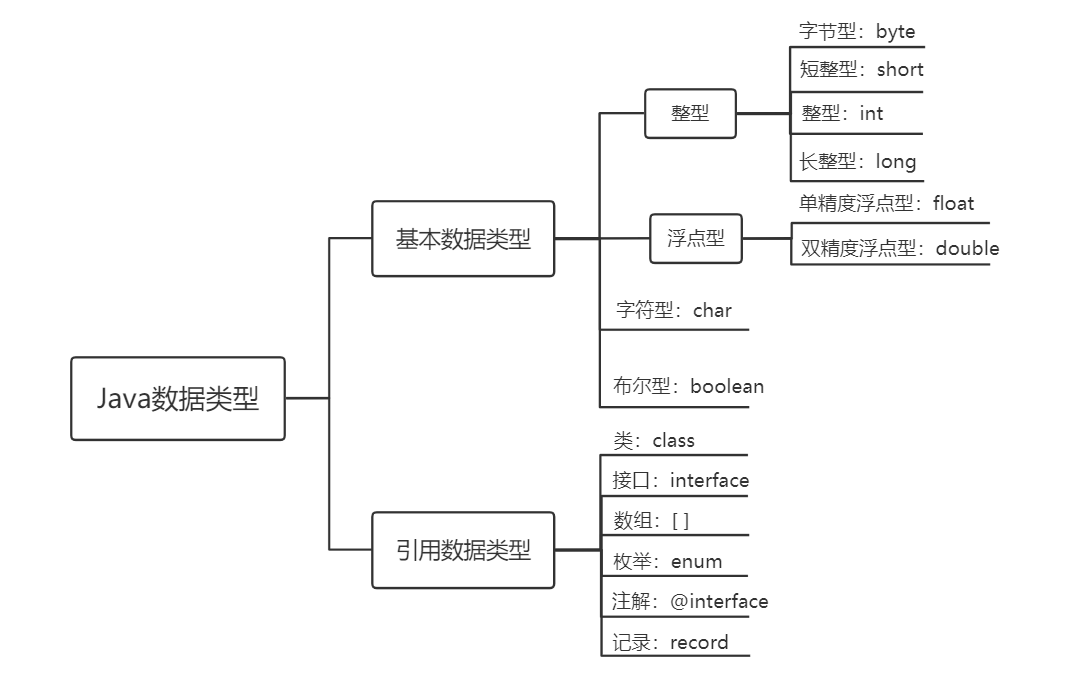 Java数据类型
基本数据类型
整型
字节型：byte
短整型：short
整型：int
长整型：long
浮点型
单精度浮点型：float
双精度浮点型：double
字符型：char
布尔型：boolean
引用数据类型
类：class
接口：interface
数组：[ ]
枚举：enum
注解：@interface
记录：record